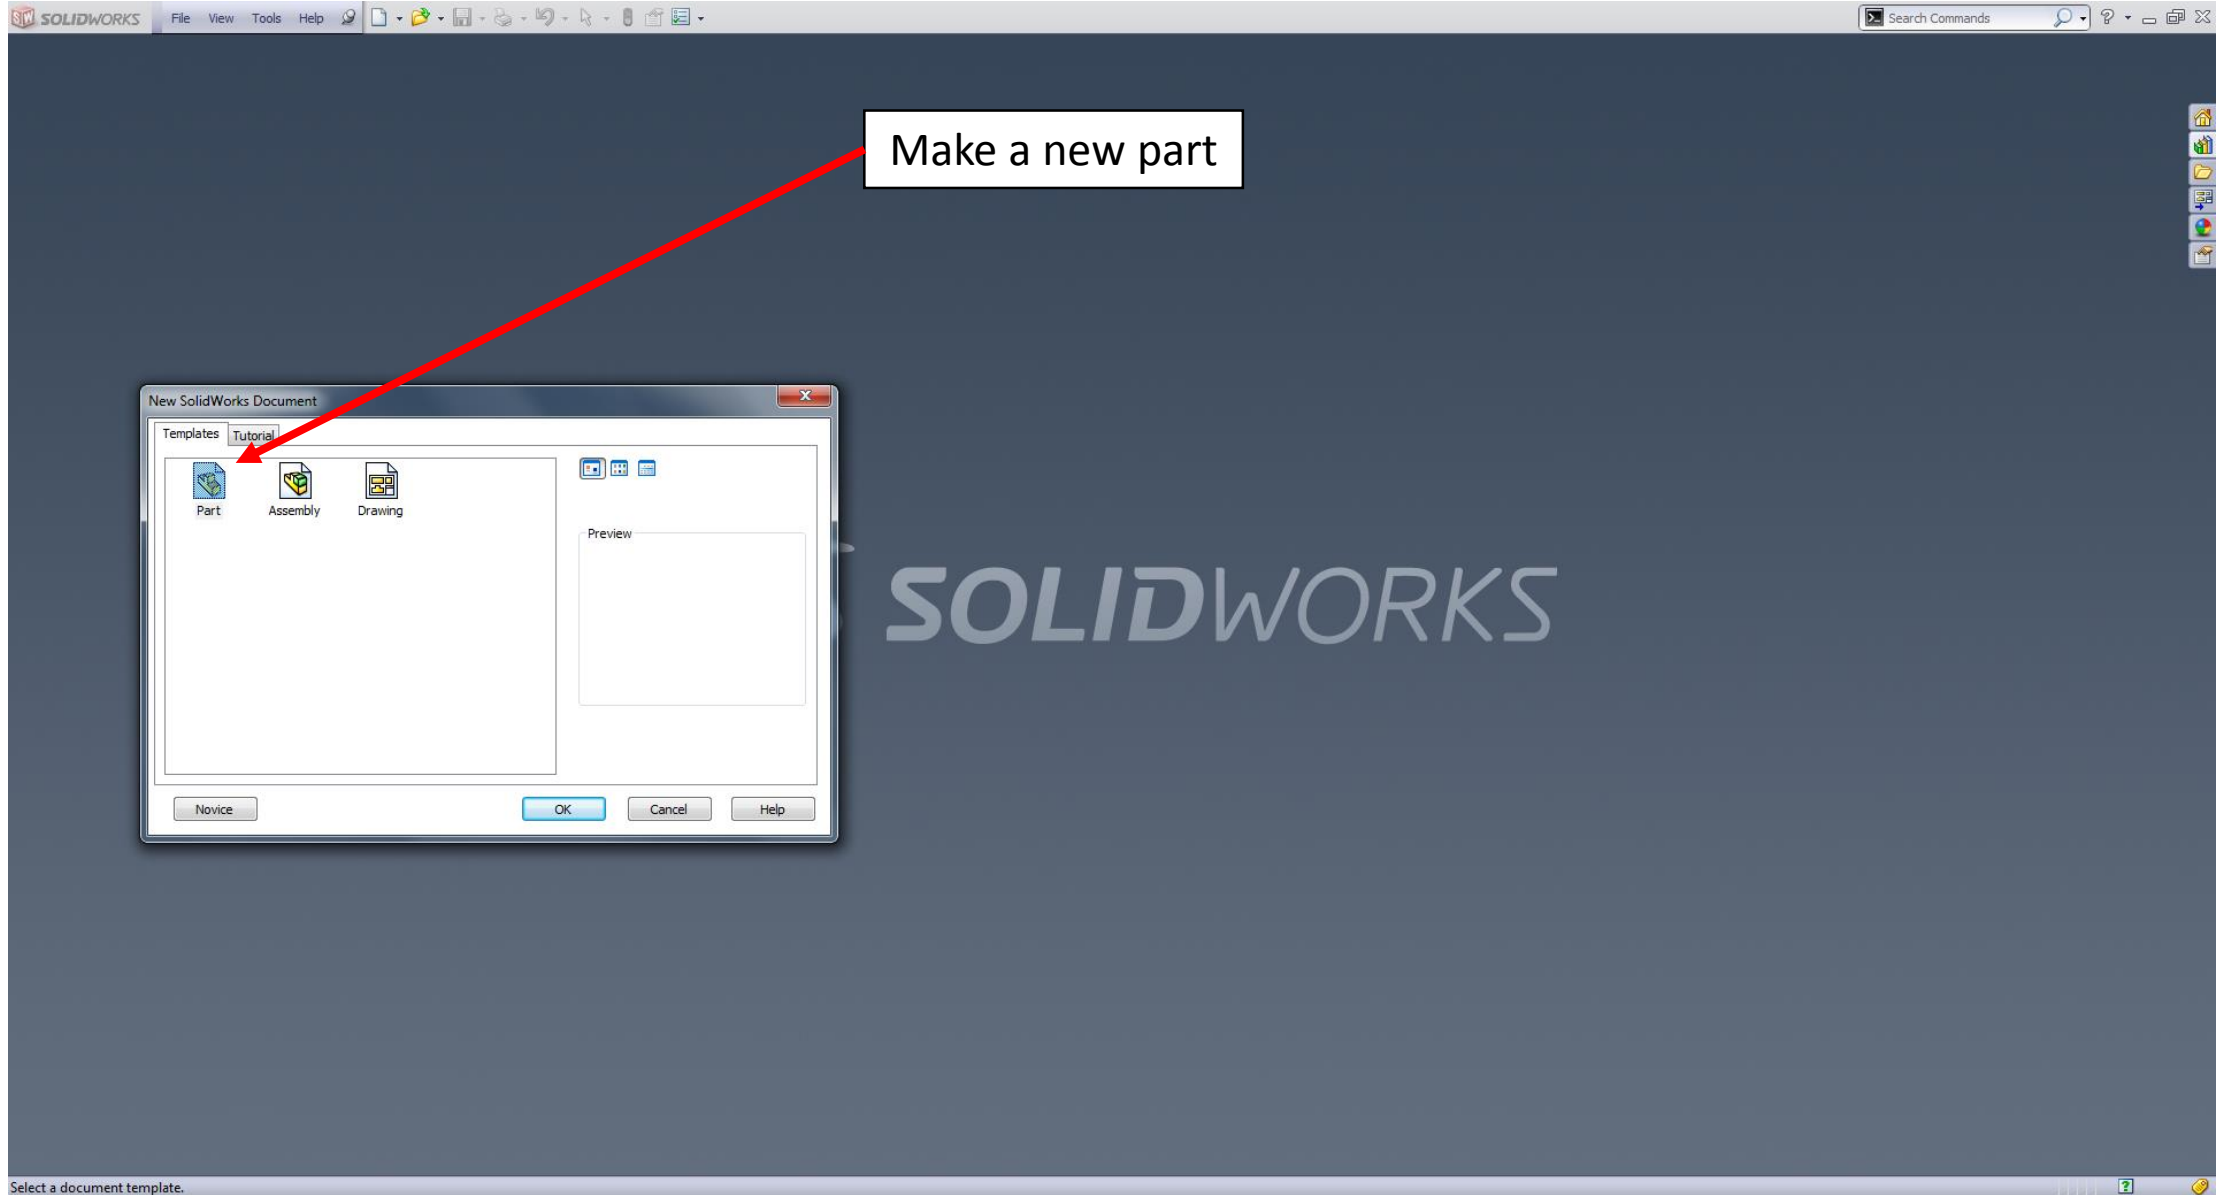 SOLIDWORKS File View Tools Help Search Commands
Make a new part
New SolidWorks Document
Templates Tutorial
Part Assembly Drawing
Preview
SOLIDWORKS
Novice OK Cancel Help
Select a document template.